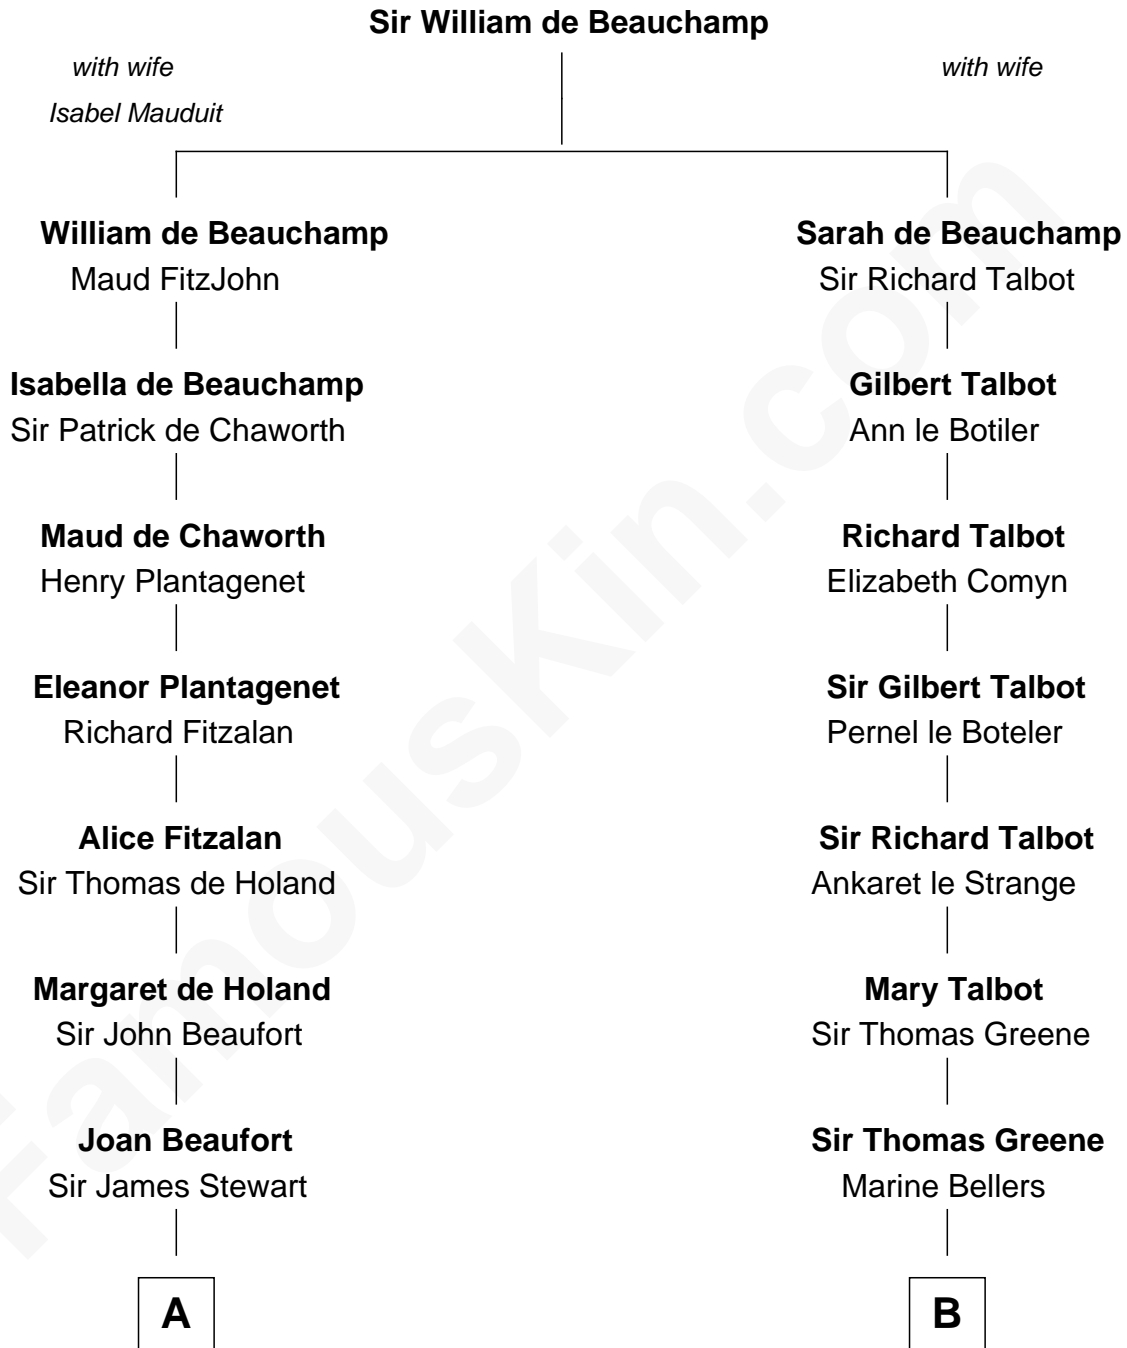 Sir William de Beauchamp
with wife
with wife
Isabel Mauduit
William de Beauchamp
Maud FitzJohn
Sarah de Beauchamp
Sir Richard Talbot
Isabella de Beauchamp
Sir Patrick de Chaworth
Gilbert Talbot
Ann le Botiler
Maud de Chaworth
Henry Plantagenet
Richard Talbot
Elizabeth Comyn
Eleanor Plantagenet
Richard Fitzalan
Sir Gilbert Talbot
Pernel le Boteler
Alice Fitzalan
Sir Thomas de Holand
Sir Richard Talbot
Ankaret le Strange
Margaret de Holand
Sir John Beaufort
Mary Talbot
Sir Thomas Greene
Joan Beaufort
Sir James Stewart
Sir Thomas Greene
Marine Bellers
A
B
FamousKin.com